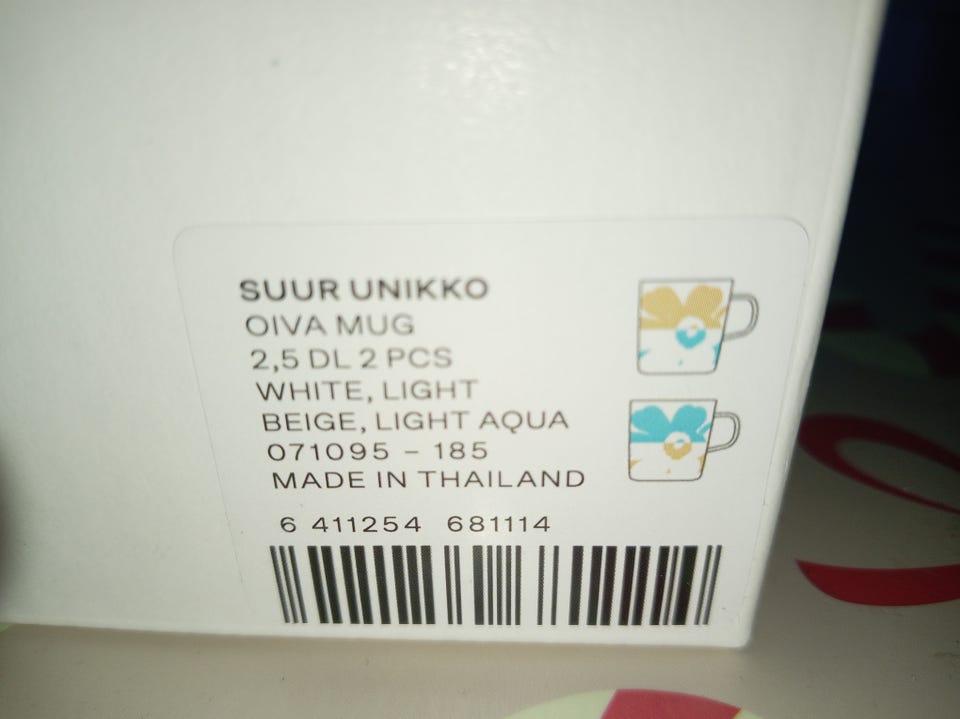 SUUR UNIKKO
OIVA MUG
2,5 DL 2 PCS
WHITE, LIGHT
BEIGE, LIGHT AQUA
071095 – 185
MADE IN THAILAND
6 411254 681114